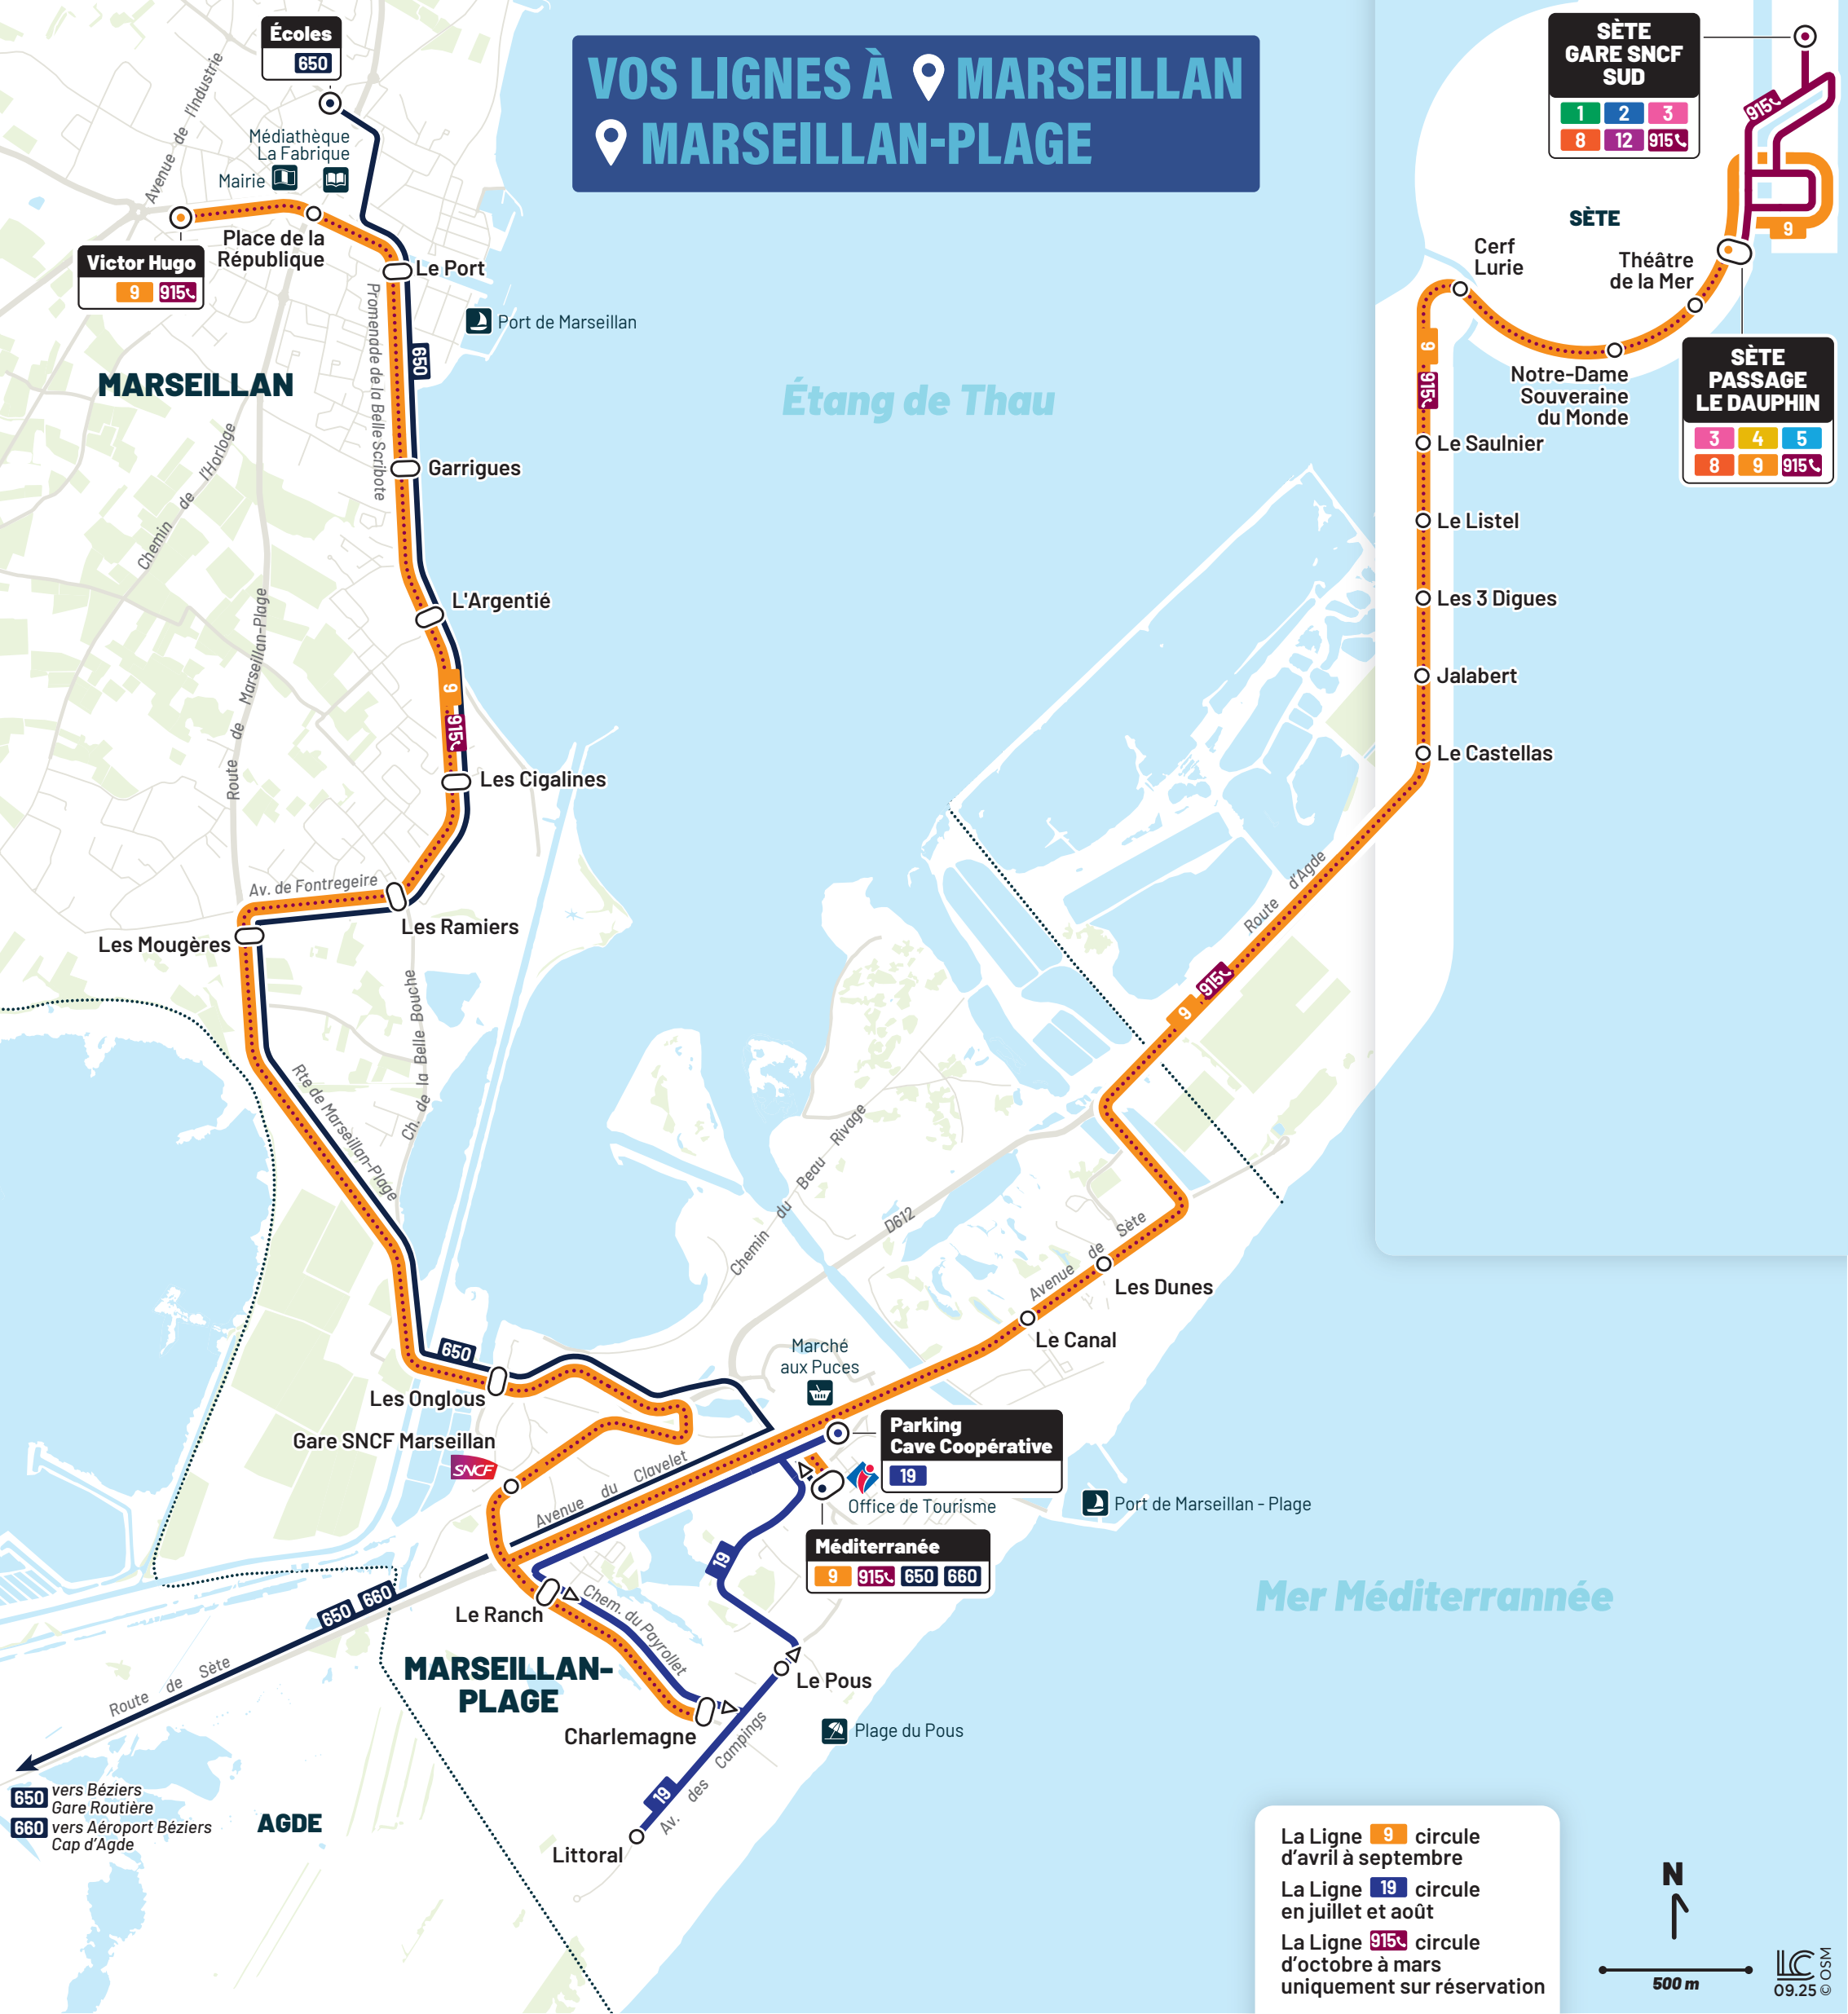 VOS LIGNES À MARSEILLAN
MARSEILLAN-PLAGE
Écoles
650
Avenue de l'Industrie
Médiathèque
La Fabrique
Mairie
Place de la
République
Victor Hugo
9 915
Le Port
Port de Marseillan
Promenade de la Belle Scribote
650
MARSEILLAN
Étang de Thau
Garrigues
Chemin de l'Horloge
L'Argentié
Route de Marseillan-Plage
9
915
Les Cigalines
Av. de Fontregeire
Les Ramiers
Les Mougères
Ch. de la Belle Bouche
Rte de Marseillan-Plage
650
Les Onglous
Gare SNCF Marseillan
SNCF
Avenue du Clavelet
Chemin du Beau Rivage
D612
Marché
aux Puces
Parking
Cave Coopérative
19
Office de Tourisme
Méditerranée
9 915 650 660
Port de Marseillan - Plage
Le Canal
Les Dunes
Avenue de Sète
9
915
Route d'Agde
SÈTE
GARE SNCF
SUD
1 2 3
8 12 915
915
9
SÈTE
Cerf
Lurie
Théâtre
de la Mer
Notre-Dame
Souveraine
du Monde
SÈTE
PASSAGE
LE DAUPHIN
3 4 5
8 9 915
9
915
Le Saulnier
Le Listel
Les 3 Digues
Jalabert
Le Castellas
Mer Méditerrannée
19
Le Ranch
Chem. du Payrollet
650 660
Route de Sète
MARSEILLAN-
PLAGE
Le Pous
Charlemagne
Plage du Pous
19
Av. des Campings
Littoral
650 vers Béziers
Gare Routière
660 vers Aéroport Béziers
Cap d'Agde
AGDE
La Ligne 9 circule
d'avril à septembre
La Ligne 19 circule
en juillet et août
La Ligne 915 circule
d'octobre à mars
uniquement sur réservation
N
500 m
LC
09.25
© OSM